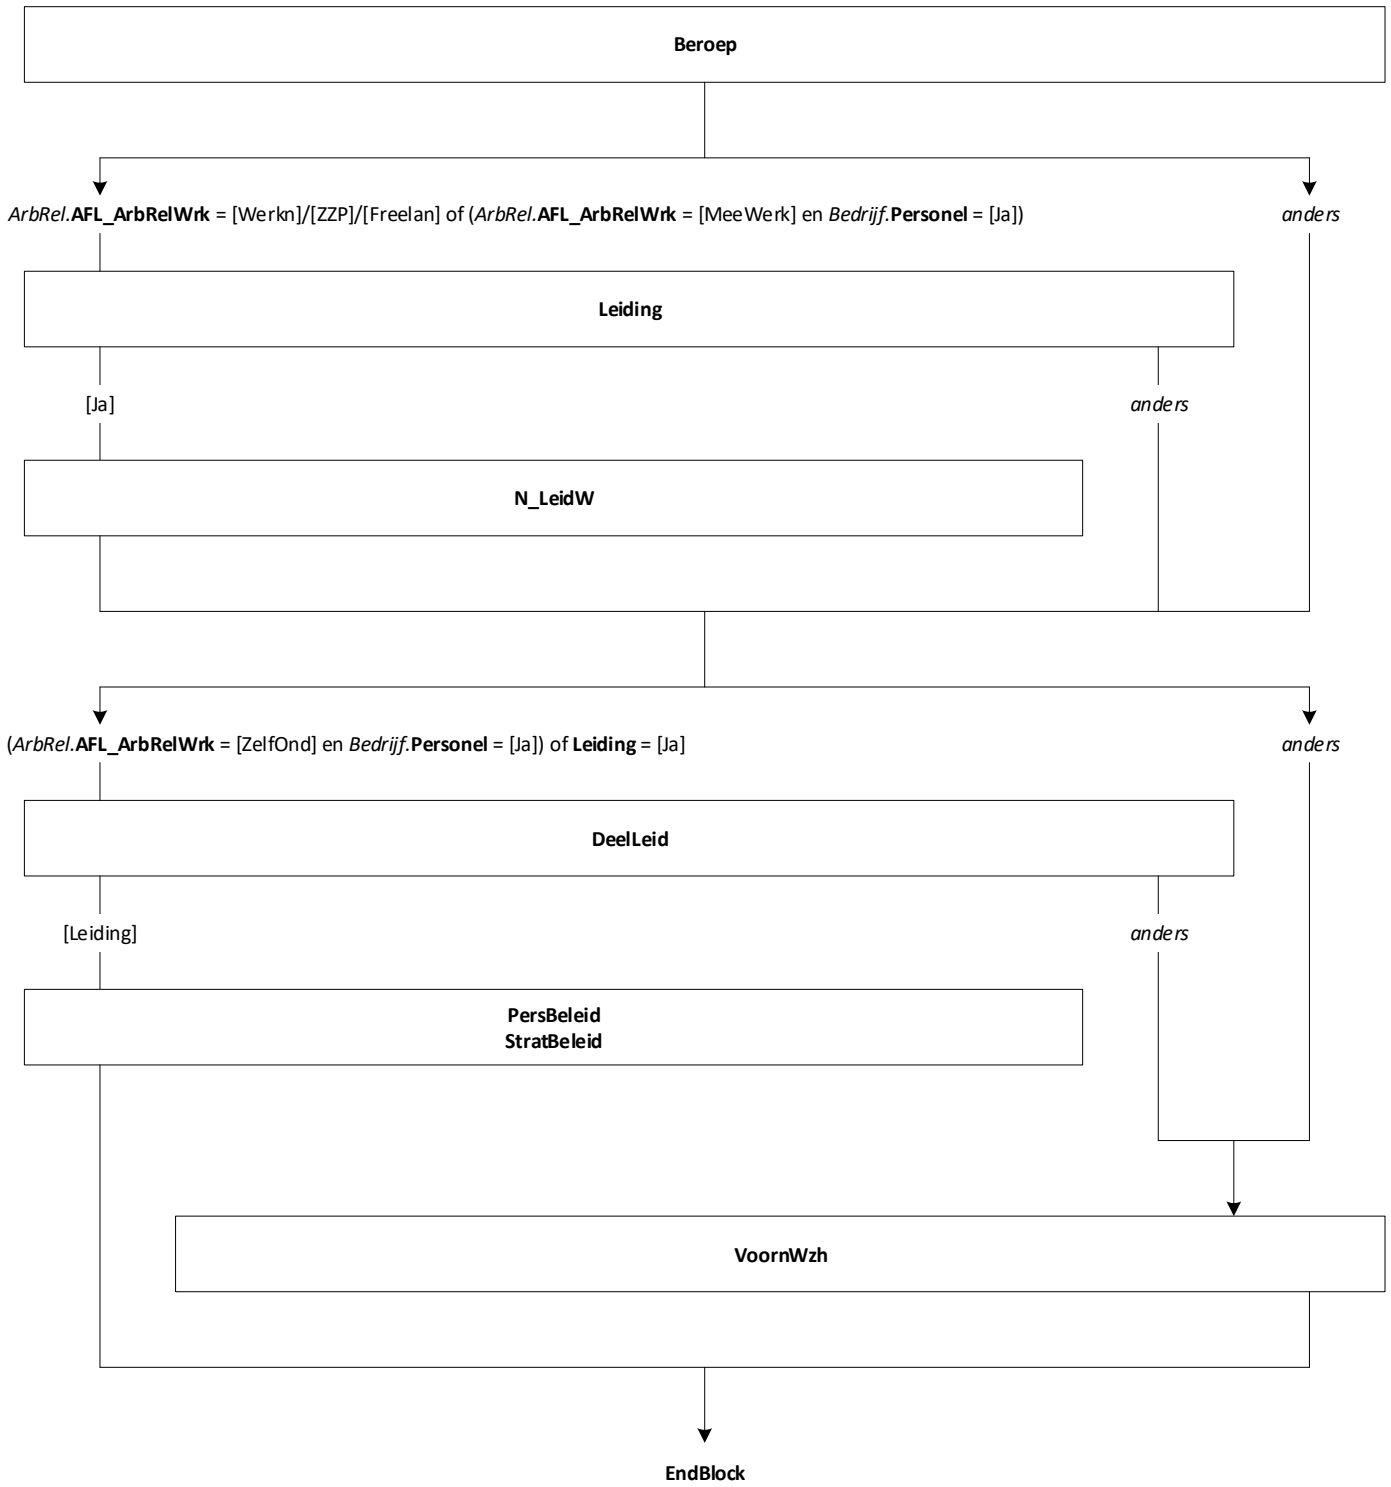 Beroep
ArbRel.AFL_ArbRelWrk = [Werkn]/[ZZP]/[Freelan] of (ArbRel.AFL_ArbRelWrk = [MeeWerk] en Bedrijf.Personel = [Ja])
anders
Leiding
[Ja]
anders
N_LeidW
(ArbRel.AFL_ArbRelWrk = [ZelfOnd] en Bedrijf.Personel = [Ja]) of Leiding = [Ja]
anders
DeelLeid
[Leiding]
anders
PersBeleid
StratBeleid
VoornWzh
EndBlock